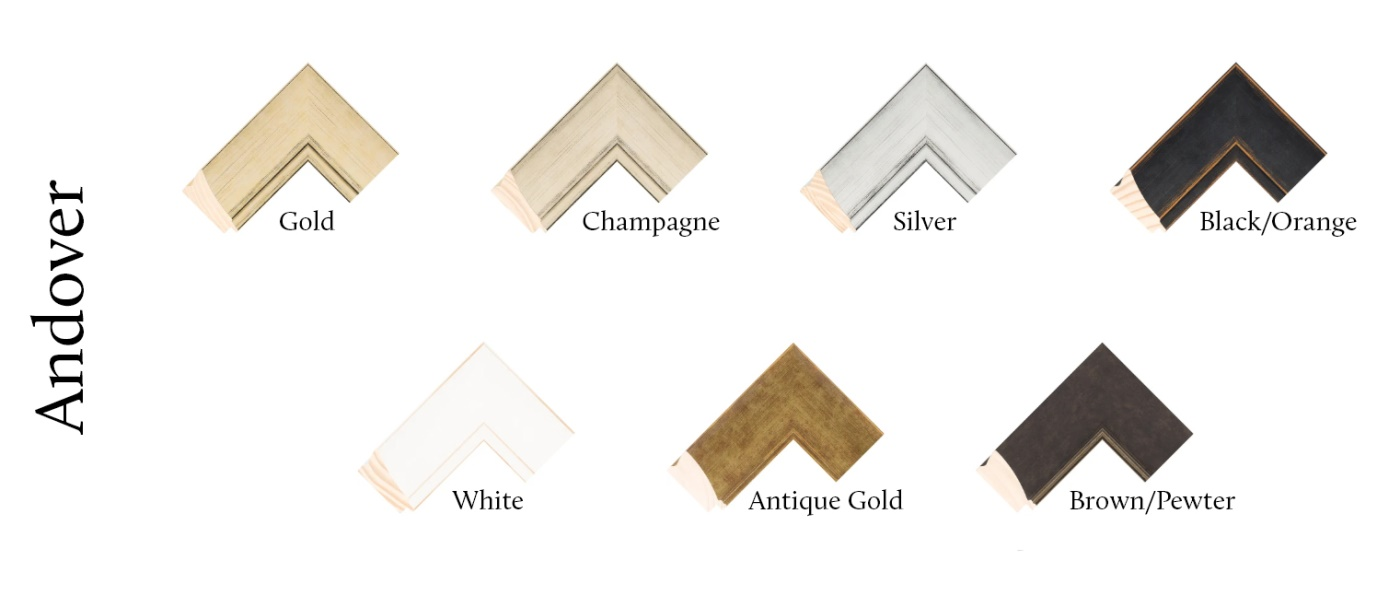 Andover
Gold
Champagne
Silver
Black/Orange
White
Antique Gold
Brown/Pewter